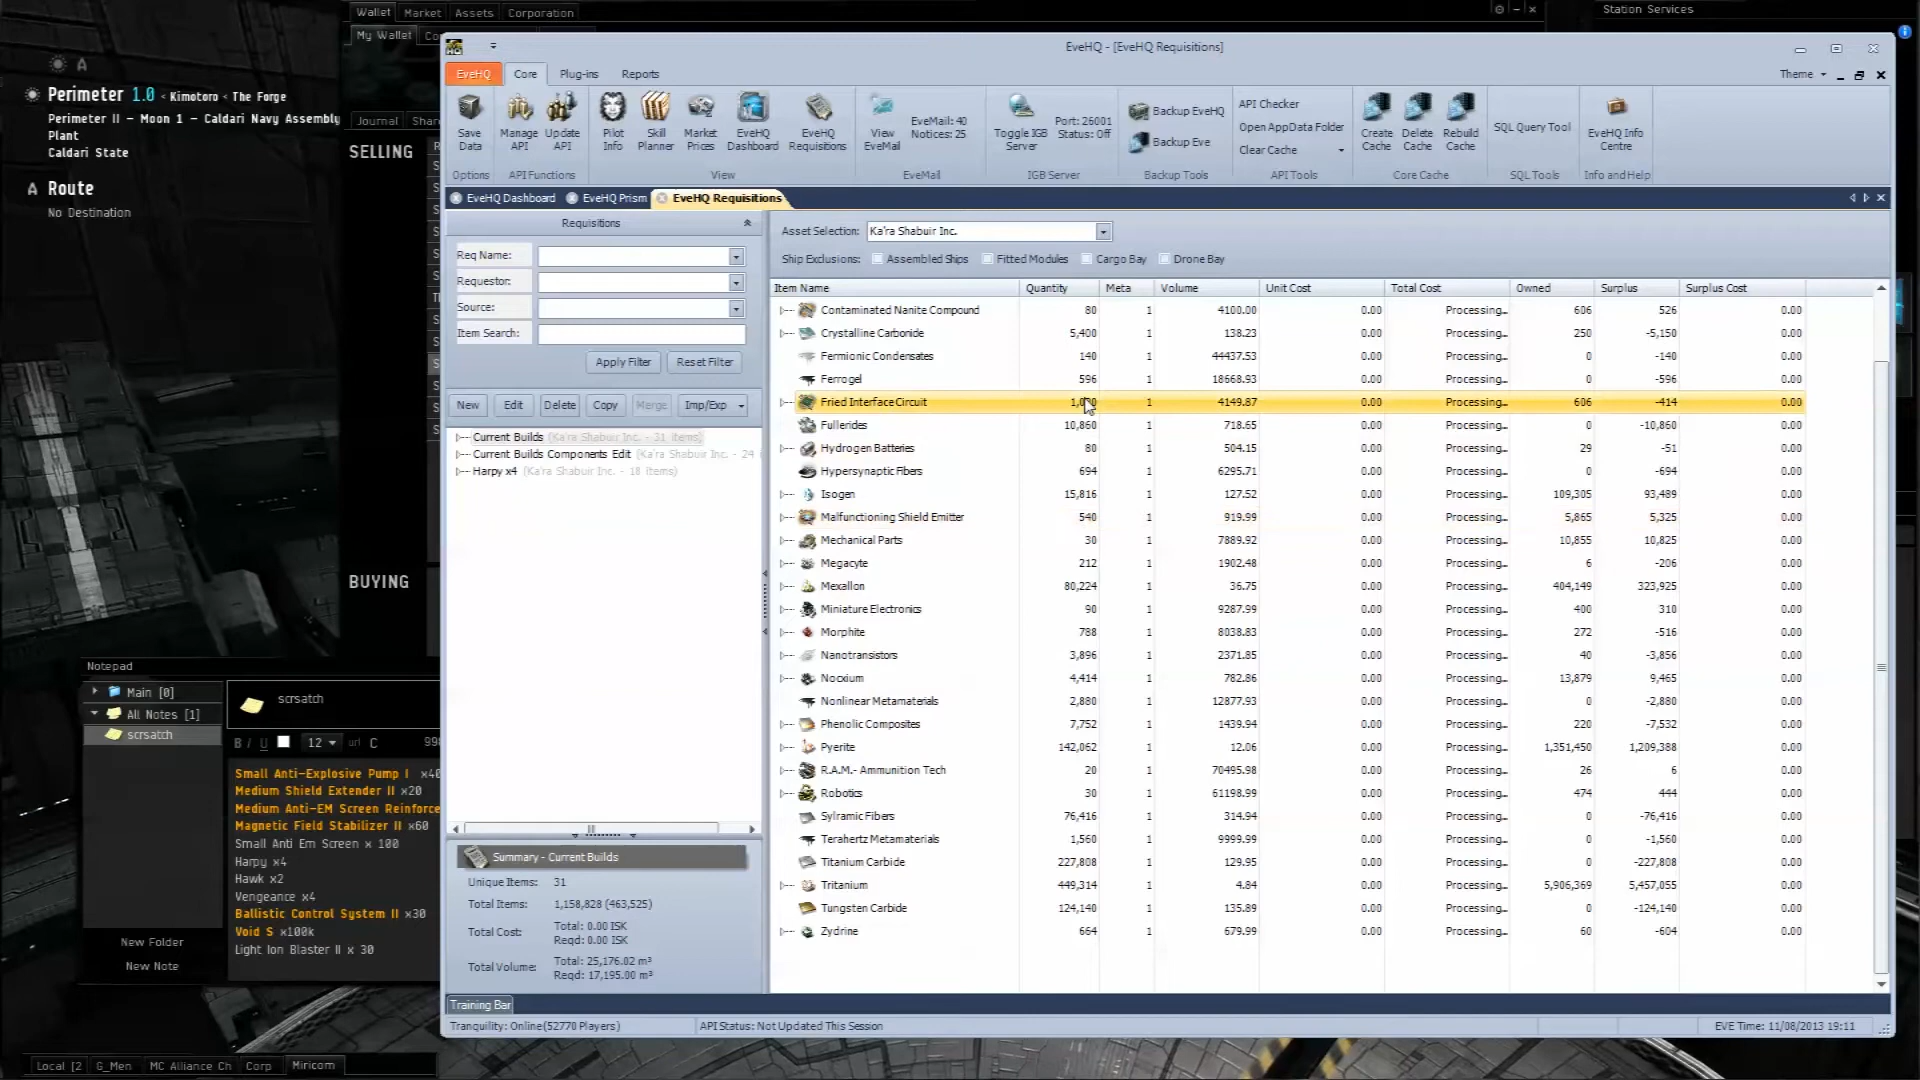 Wallet Market Assets Corporation
Station Services
My Wallet
Perimeter 1.0 < Kimotoro < The Forge
Perimeter II - Moon 1 - Caldari Navy Assembly
Plant
Caldari State
A Route
No Destination
Journal
SELLING
BUYING
EveHQ - [EveHQ Requisitions]
EveHQ Core Plug-ins Reports
Theme
Save Data
Manage API
Update API
Pilot Info
Skill Planner
Market Prices
EveHQ Dashboard
EveHQ Requisitions
View EveMail
EveMail: 40
Notices: 25
Toggle IGB Server
Port: 26001
Status: Off
Backup EveHQ
Backup Eve
API Checker
Open AppData Folder
Clear Cache
Create Cache
Delete Cache
Rebuild Cache
SQL Query Tool
EveHQ Info Centre
Options API Functions View EveMail IGB Server Backup Tools API Tools Core Cache SQL Tools Info and Help
EveHQ Dashboard EveHQ Prism EveHQ Requisitions
Requisitions
Req Name:
Requestor:
Source:
Item Search:
Apply Filter Reset Filter
New Edit Delete Copy Merge Imp/Exp
Current Builds (Ka'ra Shabuir Inc. - 31 items)
Current Builds Components Edit (Ka'ra Shabuir Inc. - 24
Harpy x4 (Ka'ra Shabuir Inc. - 18 items)
Summary - Current Builds
Unique Items: 31
Total Items: 1,158,828 (463,525)
Total Cost: Total: 0.00 ISK
Reqd: 0.00 ISK
Total Volume: Total: 25,176.02 m³
Reqd: 17,195.00 m³
Asset Selection: Ka'ra Shabuir Inc.
Ship Exclusions: Assembled Ships Fitted Modules Cargo Bay Drone Bay
Item Name Quantity Meta Volume Unit Cost Total Cost Owned Surplus Surplus Cost
Contaminated Nanite Compound 80 1 4100.00 0.00 Processing... 606 526 0.00
Crystalline Carbonide 5,400 1 138.23 0.00 Processing... 250 -5,150 0.00
Fermionic Condensates 140 1 44437.53 0.00 Processing... 0 -140 0.00
Ferrogel 596 1 18668.93 0.00 Processing... 0 -596 0.00
Fried Interface Circuit 1 4149.87 0.00 Processing... 606 -414 0.00
Fullerides 10,860 1 718.65 0.00 Processing... 0 -10,860 0.00
Hydrogen Batteries 80 1 504.15 0.00 Processing... 29 -51 0.00
Hypersynaptic Fibers 694 1 6295.71 0.00 Processing... 0 -694 0.00
Isogen 15,816 1 127.52 0.00 Processing... 109,305 93,489 0.00
Malfunctioning Shield Emitter 540 1 919.99 0.00 Processing... 5,865 5,325 0.00
Mechanical Parts 30 1 7889.92 0.00 Processing... 10,855 10,825 0.00
Megacyte 212 1 1902.48 0.00 Processing... 6 -206 0.00
Mexallon 80,224 1 36.75 0.00 Processing... 404,149 323,925 0.00
Miniature Electronics 90 1 9287.99 0.00 Processing... 400 310 0.00
Morphite 788 1 8038.83 0.00 Processing... 272 -516 0.00
Nanotransistors 3,896 1 2371.85 0.00 Processing... 40 -3,856 0.00
Nocxium 4,414 1 782.86 0.00 Processing... 13,879 9,465 0.00
Nonlinear Metamaterials 2,880 1 12877.93 0.00 Processing... 0 -2,880 0.00
Phenolic Composites 7,752 1 1439.94 0.00 Processing... 220 -7,532 0.00
Pyerite 142,062 1 12.06 0.00 Processing... 1,351,450 1,209,388 0.00
R.A.M.- Ammunition Tech 20 1 70495.98 0.00 Processing... 26 6 0.00
Robotics 30 1 61198.99 0.00 Processing... 474 444 0.00
Sylramic Fibers 76,416 1 314.94 0.00 Processing... 0 -76,416 0.00
Terahertz Metamaterials 1,560 1 9999.99 0.00 Processing... 0 -1,560 0.00
Titanium Carbide 227,808 1 129.95 0.00 Processing... 0 -227,808 0.00
Tritanium 449,314 1 4.84 0.00 Processing... 5,906,369 5,457,055 0.00
Tungsten Carbide 124,140 1 135.89 0.00 Processing... 0 -124,140 0.00
Zydrine 664 1 679.99 0.00 Processing... 60 -604 0.00
Training Bar
Tranquility: Online (52770 Players) API Status: Not Updated This Session EVE Time: 11/08/2013 19:11
Notepad
Main [0]
All Notes [1]
scrsatch
New Folder
New Note
scrsatch
B I U 12 url C
Small Anti-Explosive Pump I x40
Medium Shield Extender II x20
Medium Anti-EM Screen Reinforce
Magnetic Field Stabilizer II x60
Small Anti Em Screen x 100
Harpy x4
Hawk x2
Vengeance x4
Ballistic Control System II x30
Void S x100k
Light Ion Blaster II x 30
Local [2 G_Men MC Alliance Ch Corp Miricom